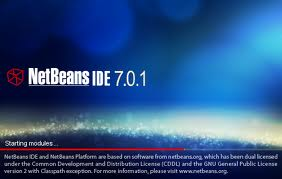 NetBeans IDE 7.0.1
Starting modules...
NetBeans IDE and NetBeans Platform are based on software from netbeans.org, which has been dual licensed
under the Common Development and Distribution License (CDDL) and the GNU General Public License
version 2 with Classpath exception. For more information, please visit www.netbeans.org.